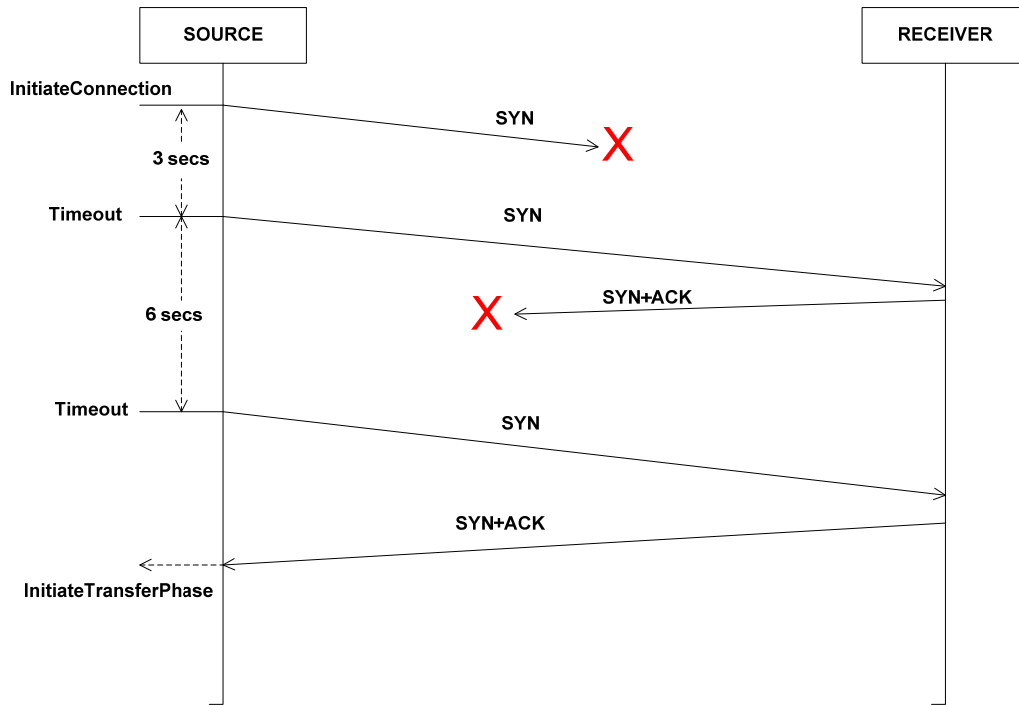 SOURCE
RECEIVER
InitiateConnection
SYN
X
3 secs
Timeout
SYN
SYN+ACK
X
6 secs
Timeout
SYN
SYN+ACK
InitiateTransferPhase